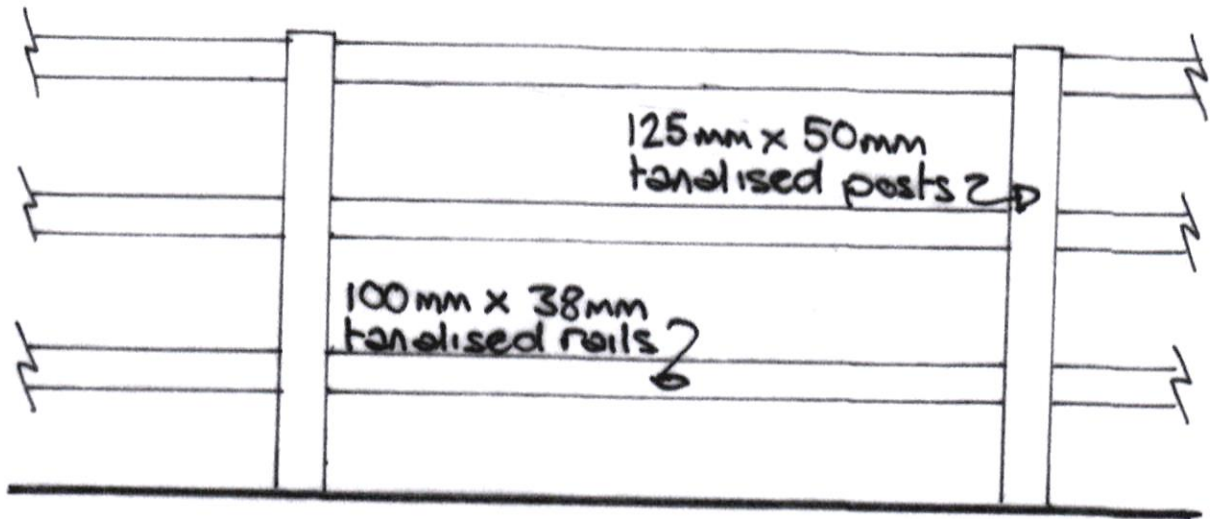 125mm x 50mm
tanalised posts
100mm x 38mm
tanalised rails